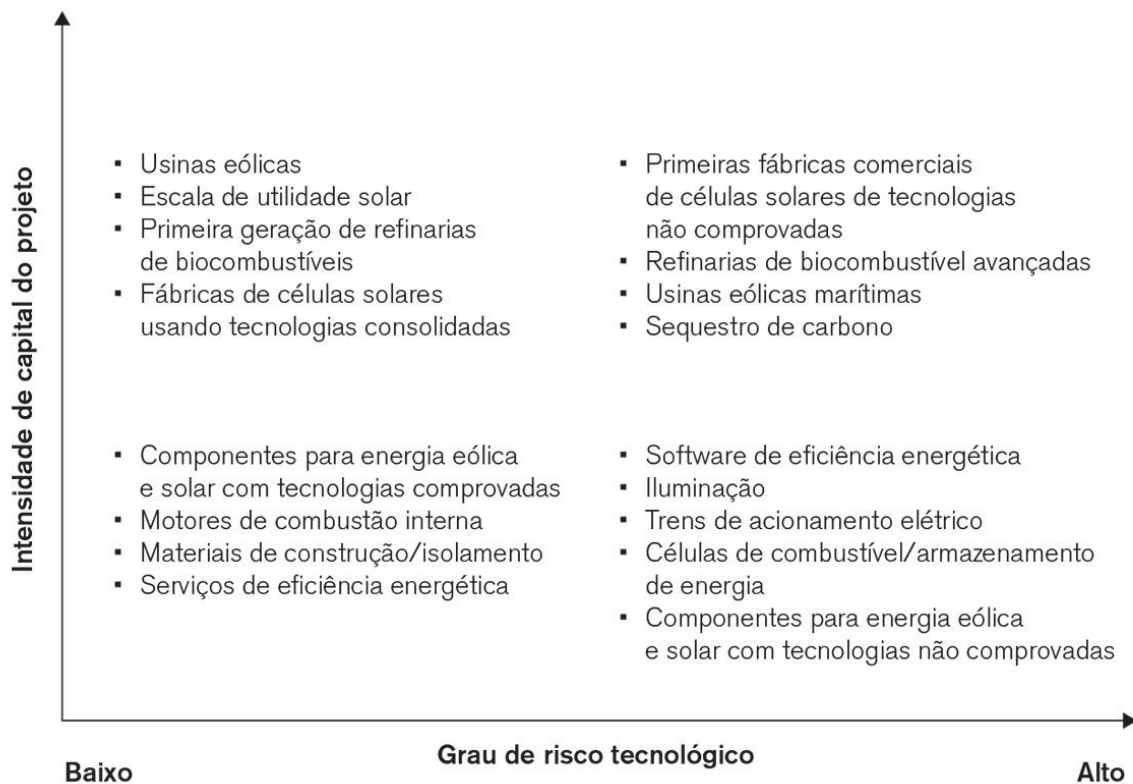 Intensidade de capital do projeto
▪ Usinas eólicas
▪ Escala de utilidade solar
▪ Primeira geração de refinarias
de biocombustíveis
▪ Fábricas de células solares
usando tecnologias consolidadas
▪ Primeiras fábricas comerciais
de células solares de tecnologias
não comprovadas
▪ Refinarias de biocombustível avançadas
▪ Usinas eólicas marítimas
▪ Sequestro de carbono
▪ Componentes para energia eólica
e solar com tecnologias comprovadas
▪ Motores de combustão interna
▪ Materiais de construção/isolamento
▪ Serviços de eficiência energética
▪ Software de eficiência energética
▪ Iluminação
▪ Trens de acionamento elétrico
▪ Células de combustível/armazenamento
de energia
▪ Componentes para energia eólica
e solar com tecnologias não comprovadas
Baixo
Grau de risco tecnológico
Alto